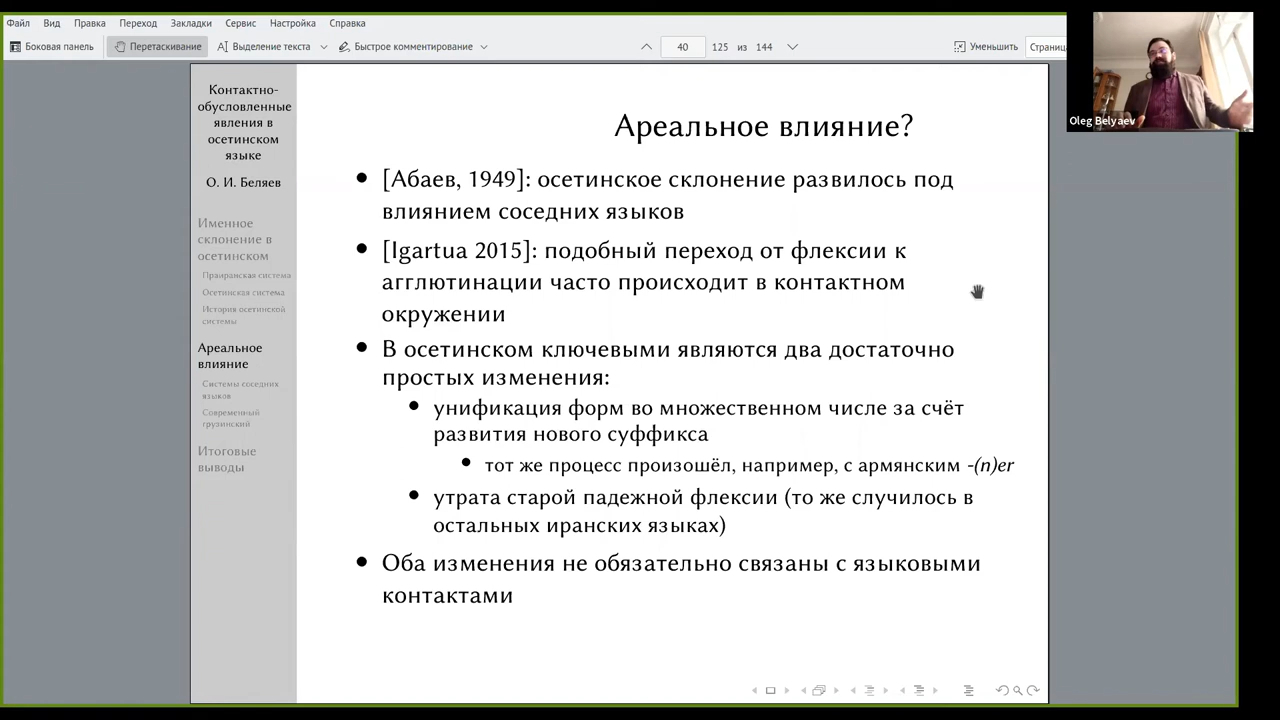 Файл Вид Правка Переход Закладки Сервис Настройка Справка
Боковая панель Перетаскивание Выделение текста Быстрое комментирование 40 125 из 144 Уменьшить Страница
Oleg Belyaev
Контактно-
обусловленные
явления в
осетинском
языке
О. И. Беляев
Именное
склонение в
осетинском
Праиранская система
Осетинская система
История осетинской
системы
Ареальное
влияние
Системы соседних
языков
Современный
грузинский
Итоговые
выводы
Ареальное влияние?
[Абаев, 1949]: осетинское склонение развилось под
влиянием соседних языков
[Igartua 2015]: подобный переход от флексии к
агглютинации часто происходит в контактном
окружении
В осетинском ключевыми являются два достаточно
простых изменения:
унификация форм во множественном числе за счёт
развития нового суффикса
тот же процесс произошёл, например, с армянским -(n)er
утрата старой падежной флексии (то же случилось в
остальных иранских языках)
Оба изменения не обязательно связаны с языковыми
контактами